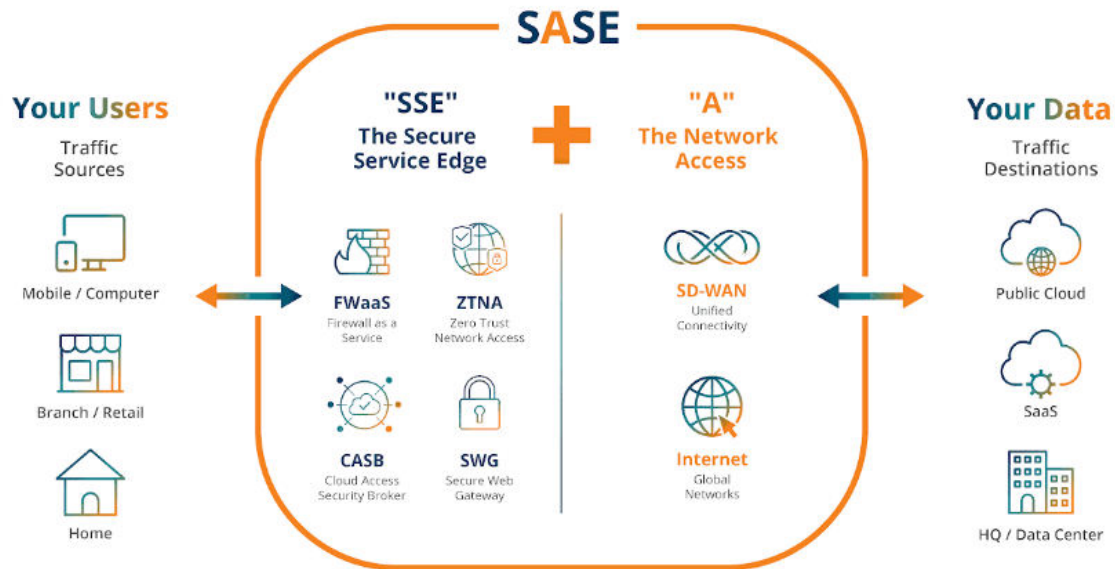 SASE
Your Users
Traffic
Sources
Mobile / Computer
Branch / Retail
Home
"SSE"
The Secure
Service Edge
FWaaS
Firewall as a
Service
ZTNA
Zero Trust
Network Access
CASB
Cloud Access
Security Broker
SWG
Secure Web
Gateway
"A"
The Network
Access
SD-WAN
Unified
Connectivity
Internet
Global
Networks
Your Data
Traffic
Destinations
Public Cloud
SaaS
HQ / Data Center